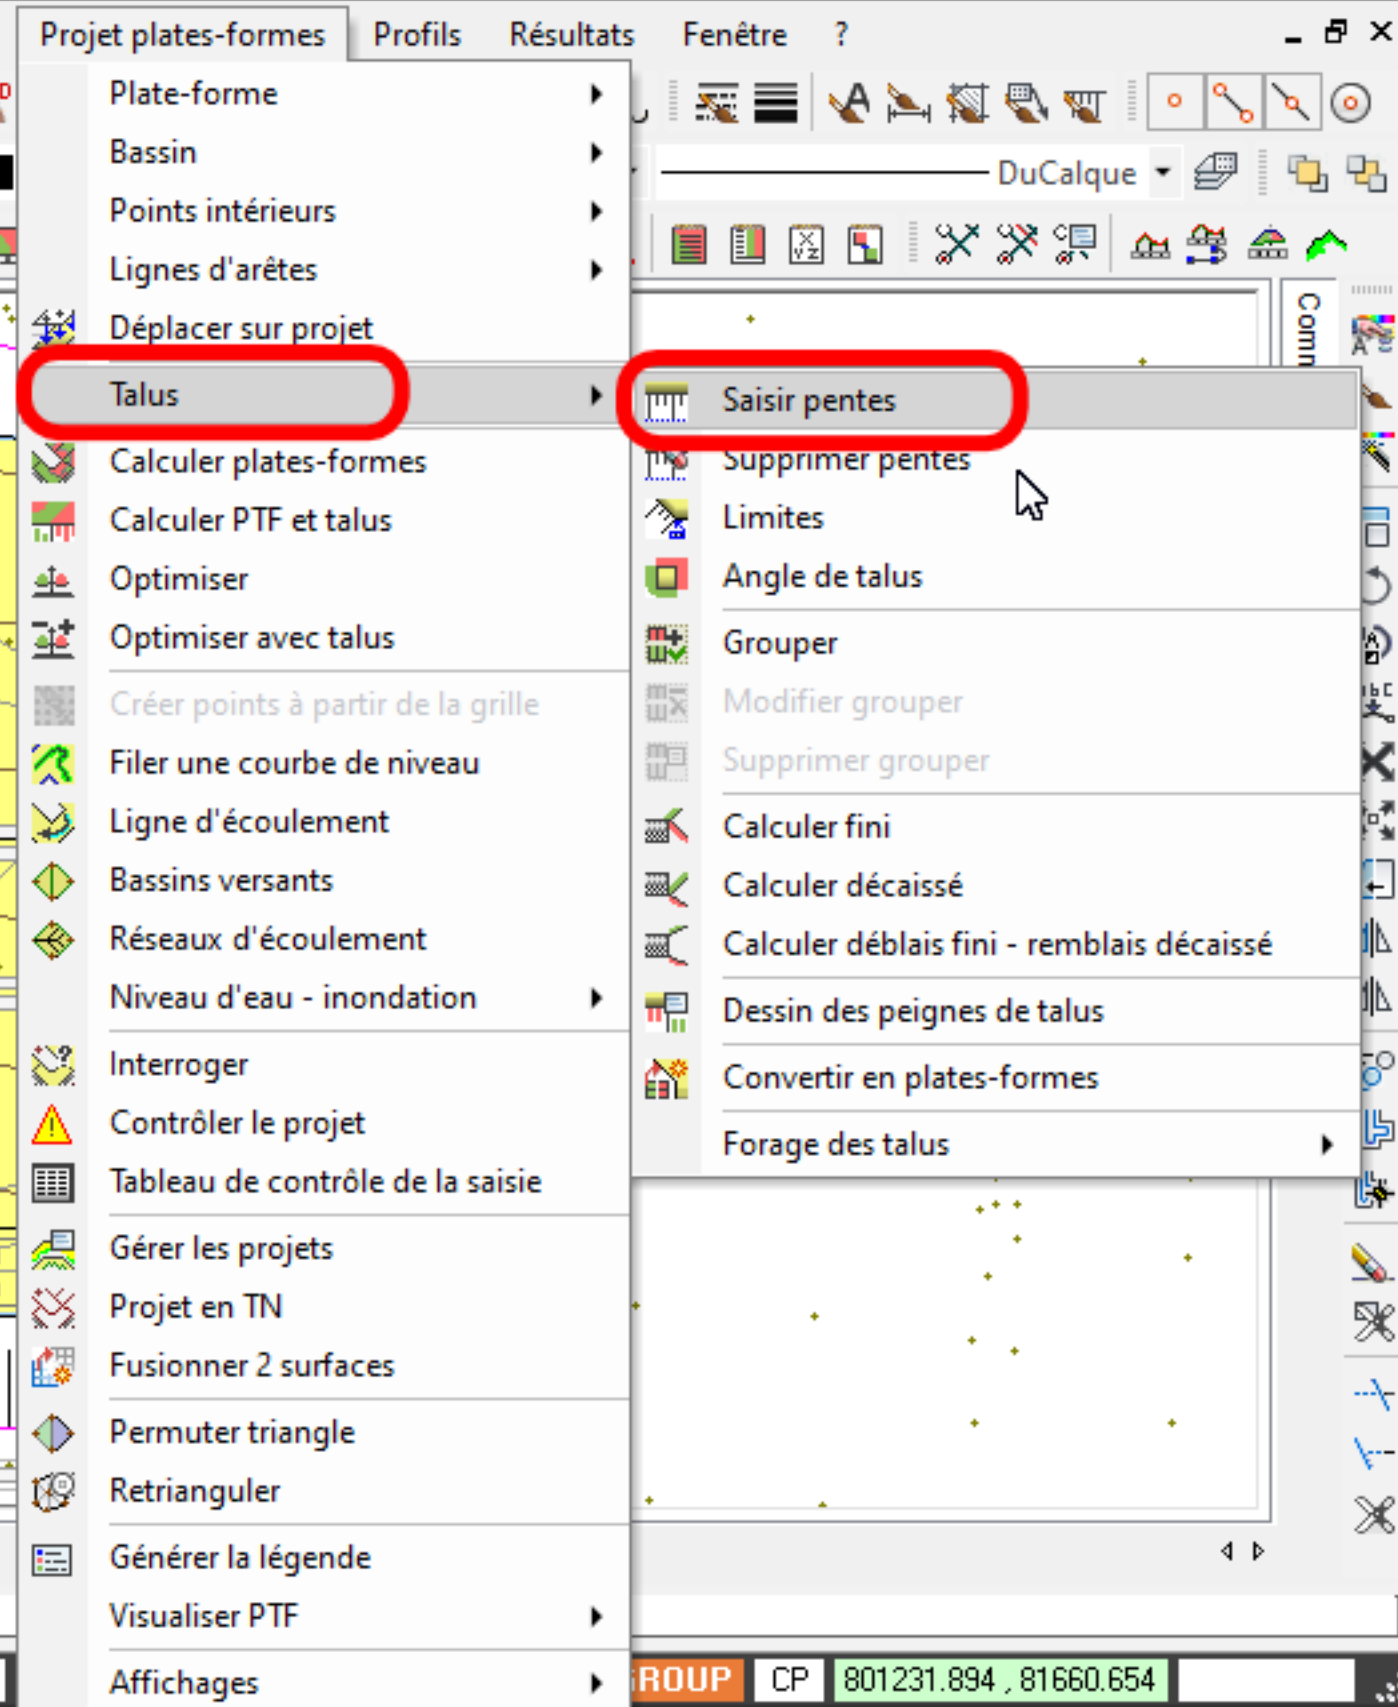 Projet plates-formes Profils Résultats Fenêtre ?
Plate-forme
Bassin
Points intérieurs
Lignes d'arêtes
Déplacer sur projet
Talus
Calculer plates-formes
Calculer PTF et talus
Optimiser
Optimiser avec talus
Créer points à partir de la grille
Filer une courbe de niveau
Ligne d'écoulement
Bassins versants
Réseaux d'écoulement
Niveau d'eau - inondation
Interroger
Contrôler le projet
Tableau de contrôle de la saisie
Gérer les projets
Projet en TN
Fusionner 2 surfaces
Permuter triangle
Retrianguler
Générer la légende
Visualiser PTF
Affichages
DuCalque
Comn
Saisir pentes
Supprimer pentes
Limites
Angle de talus
Grouper
Modifier grouper
Supprimer grouper
Calculer fini
Calculer décaissé
Calculer déblais fini - remblais décaissé
Dessin des peignes de talus
Convertir en plates-formes
Forage des talus
ROUP CP 801231.894 , 81660.654